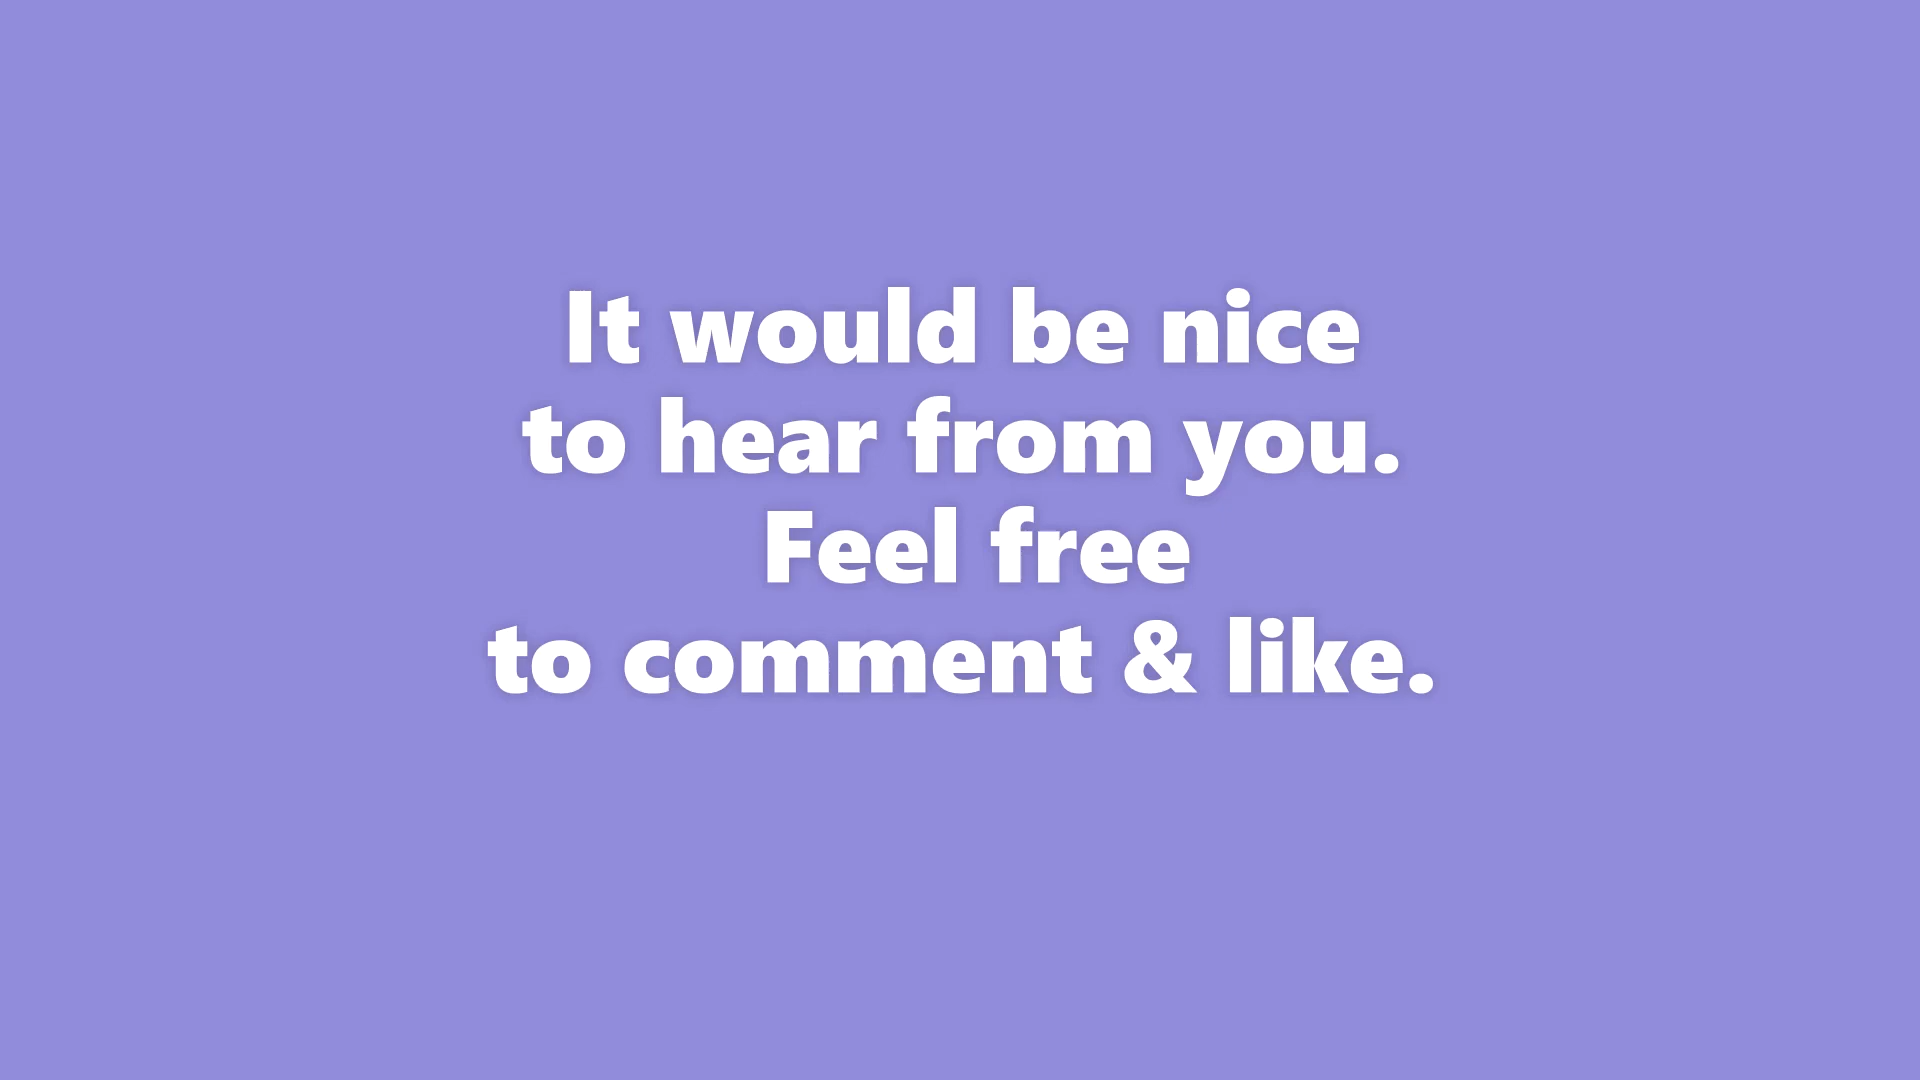 It would be nice
to hear from you.
Feel free
to comment & like.